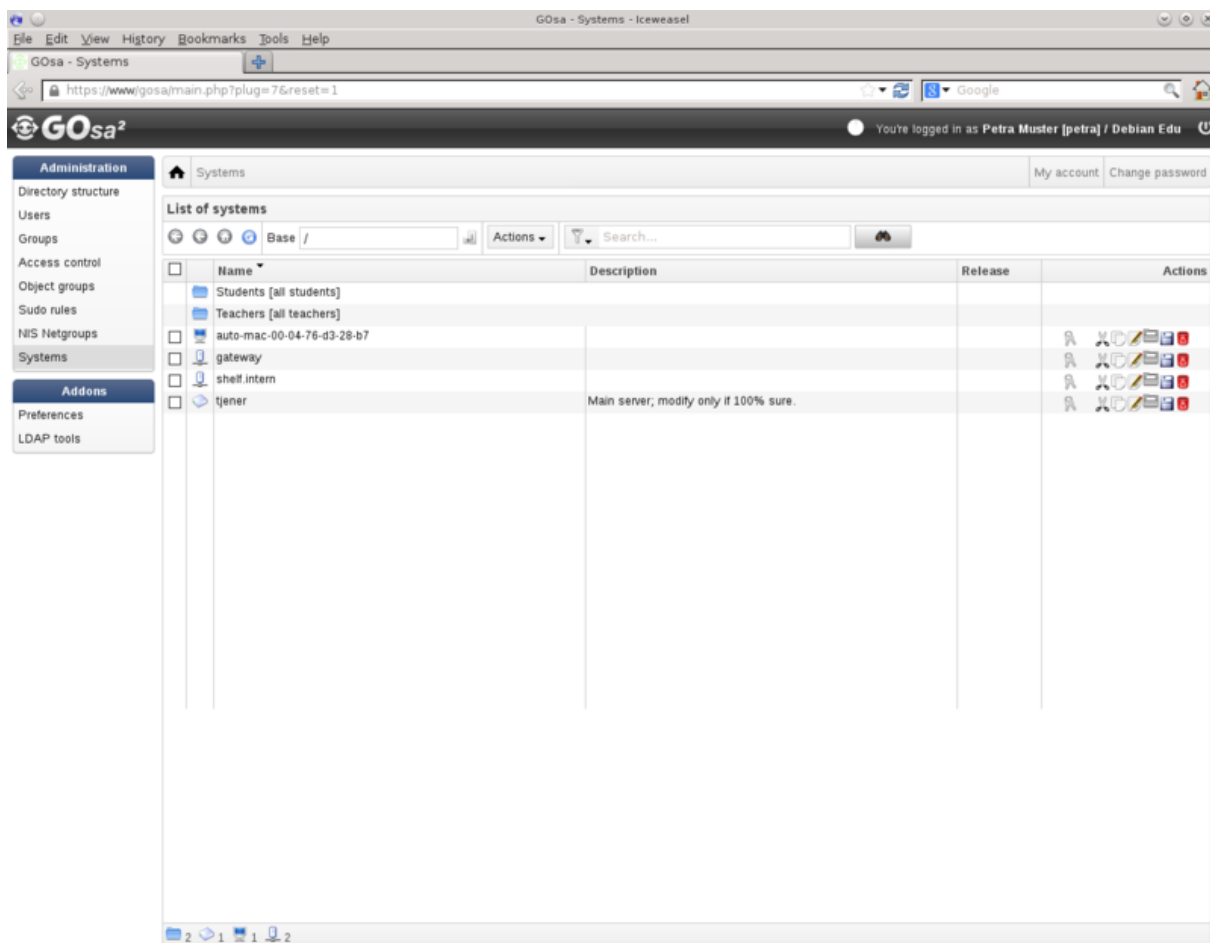 GOsa - Systems - Iceweasel
File Edit View History Bookmarks Tools Help
GOsa - Systems
https://www/gosa/main.php?plug=7&reset=1 Google
GOsa² You're logged in as Petra Muster [petra] / Debian Edu
Administration
Directory structure
Users
Groups
Access control
Object groups
Sudo rules
NIS Netgroups
Systems
Addons
Preferences
LDAP tools
Systems My account Change password
List of systems
Base / Actions Search...
Name Description Release Actions
Students [all students]
Teachers [all teachers]
auto-mac-00-04-76-d3-28-b7
gateway
shelf.intern
tjener Main server; modify only if 100% sure.
2 1 1 2